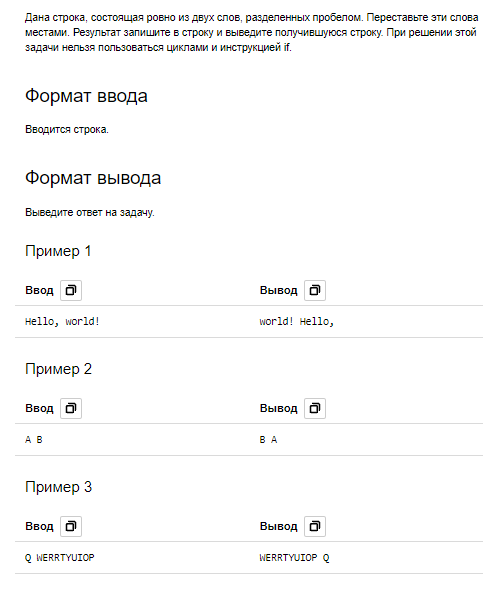 Дана строка, состоящая ровно из двух слов, разделенных пробелом. Переставьте эти слова
местами. Результат запишите в строку и выведите получившуюся строку. При решении этой
задачи нельзя пользоваться циклами и инструкцией if.
Формат ввода
Вводится строка.
Формат вывода
Выведите ответ на задачу.
Пример 1
Ввод Вывод
Hello, world! world! Hello,
Пример 2
Ввод Вывод
A B B A
Пример 3
Ввод Вывод
Q WERRTYUIOP WERRTYUIOP Q